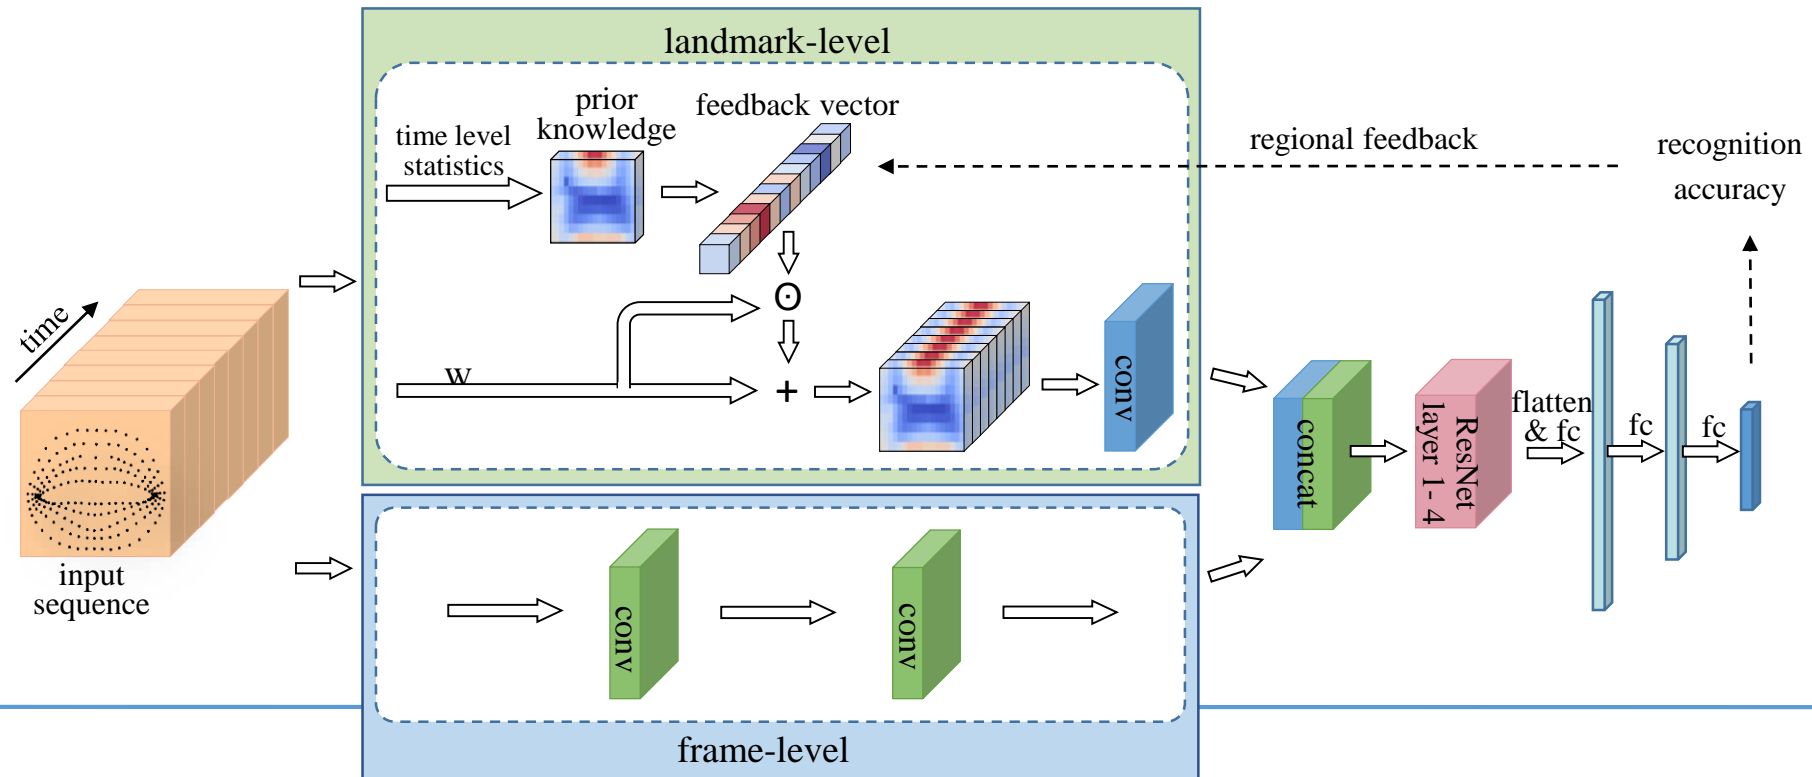 landmark-level
time level
statistics
prior
knowledge
feedback vector
regional feedback
recognition
accuracy
time
w
+
conv
input
sequence
concat
ResNet
layer 1- 4
flatten
& fc
fc
fc
conv
conv
frame-level